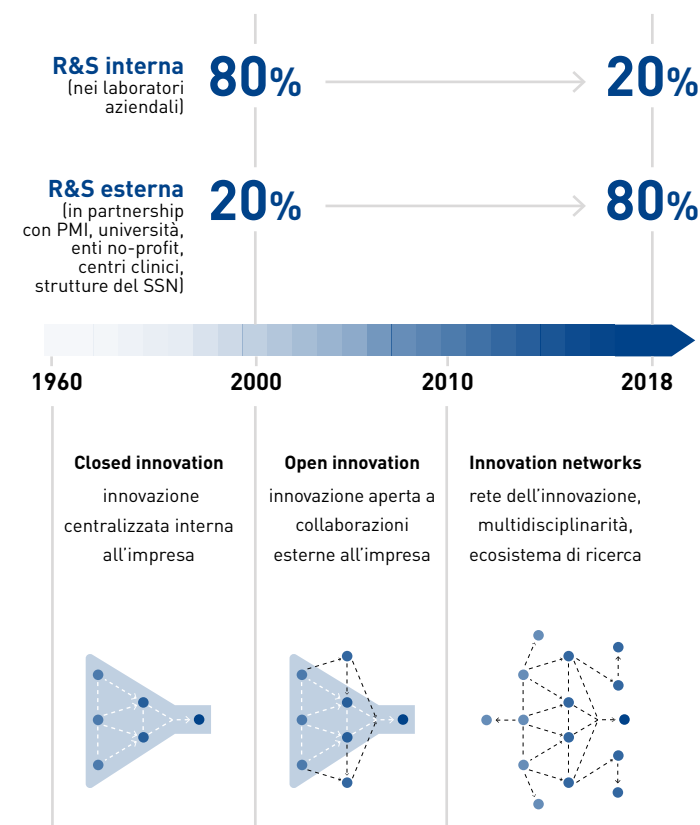 R&S interna
(nei laboratori
aziendali)
80%
20%
R&S esterna
(in partnership
con PMI, università,
enti no-profit,
centri clinici,
strutture del SSN)
20%
80%
1960
2000
2010
2018
Closed innovation
innovazione
centralizzata interna
all'impresa
Open innovation
innovazione aperta a
collaborazioni
esterne all'impresa
Innovation networks
rete dell'innovazione,
multidisciplinarità,
ecosistema di ricerca